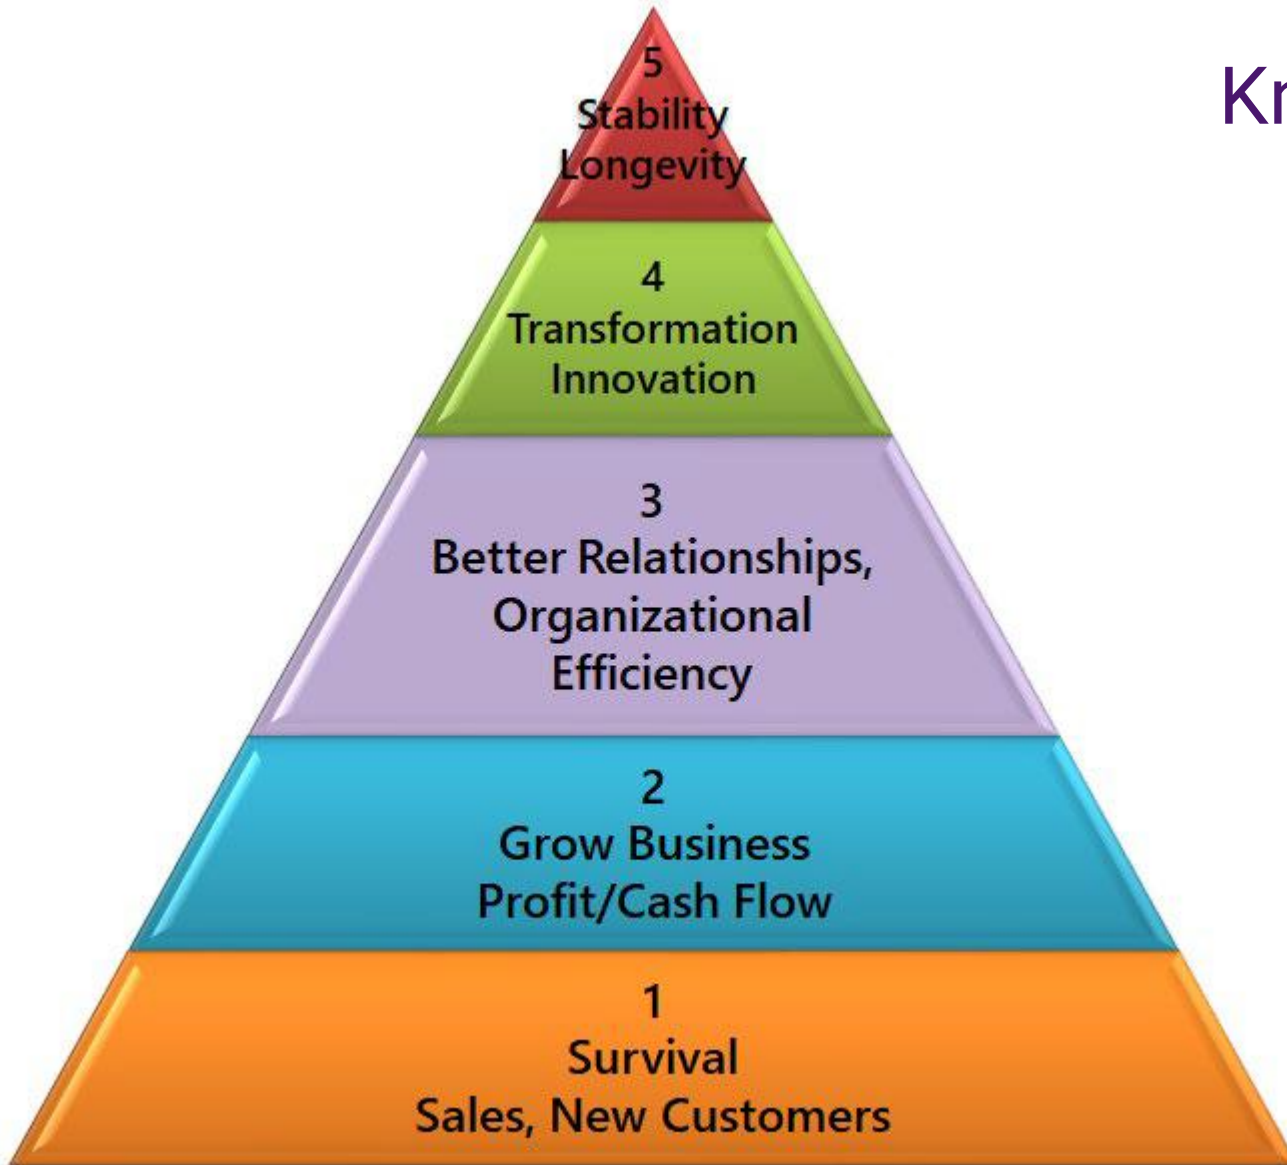 5
Stability
Longevity
4
Transformation
Innovation
3
Better Relationships,
Organizational
Efficiency
2
Grow Business
Profit/Cash Flow
1
Survival
Sales, New Customers